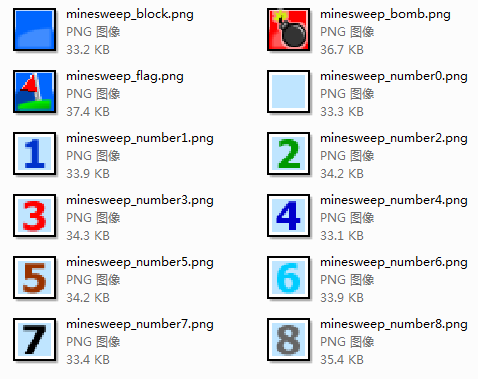 minesweep_block.png
PNG 图像
33.2 KB
minesweep_bomb.png
PNG 图像
36.7 KB
minesweep_flag.png
PNG 图像
37.4 KB
minesweep_number0.png
PNG 图像
33.3 KB
1
minesweep_number1.png
PNG 图像
33.9 KB
2
minesweep_number2.png
PNG 图像
34.2 KB
3
minesweep_number3.png
PNG 图像
34.3 KB
4
minesweep_number4.png
PNG 图像
33.1 KB
5
minesweep_number5.png
PNG 图像
34.2 KB
6
minesweep_number6.png
PNG 图像
33.9 KB
7
minesweep_number7.png
PNG 图像
33.4 KB
8
minesweep_number8.png
PNG 图像
35.4 KB